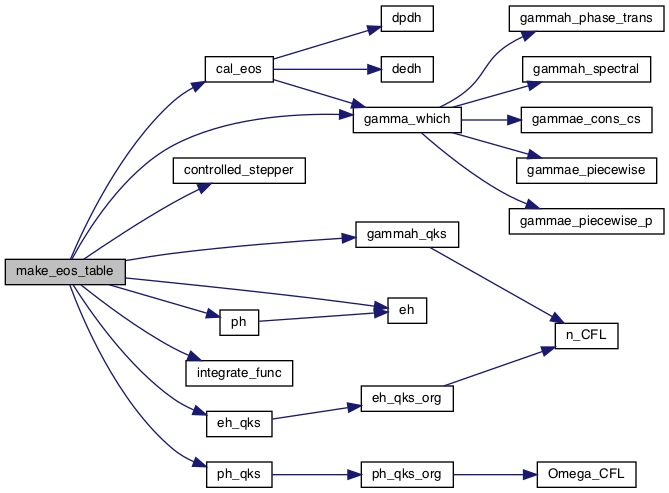 dpdh
gammah_phase_trans
cal_eos
dedh
gammah_spectral
gamma_which
gammae_cons_cs
controlled_stepper
gammae_piecewise
gammae_piecewise_p
gammah_qks
make_eos_table
eh
ph
n_CFL
integrate_func
eh_qks_org
eh_qks
ph_qks
ph_qks_org
Omega_CFL